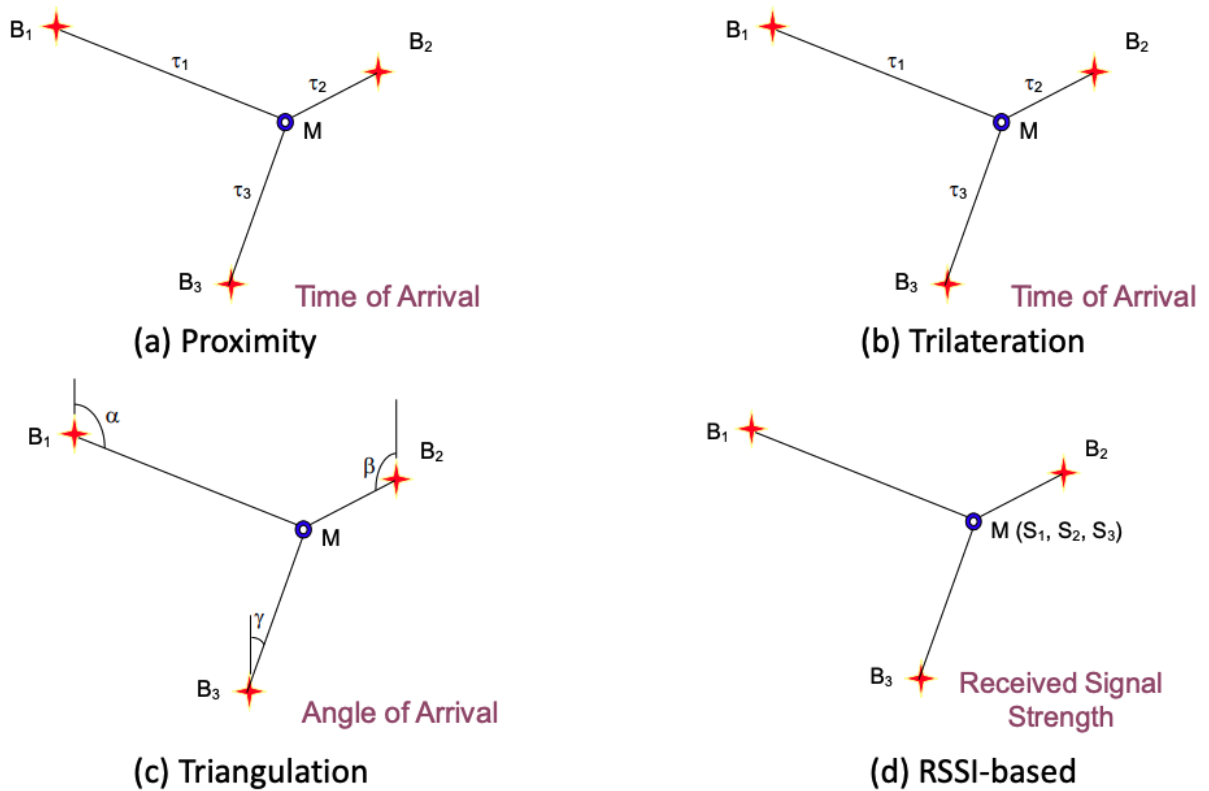 B₁
B₂
τ₁
τ₂
M
τ₃
B₃
Time of Arrival
(a) Proximity
B₁
B₂
τ₁
τ₂
M
τ₃
B₃
Time of Arrival
(b) Trilateration
α
B₁
B₂
β
M
γ
B₃
Angle of Arrival
(c) Triangulation
B₁
B₂
M (S₁, S₂, S₃)
B₃
Received Signal
Strength
(d) RSSI-based